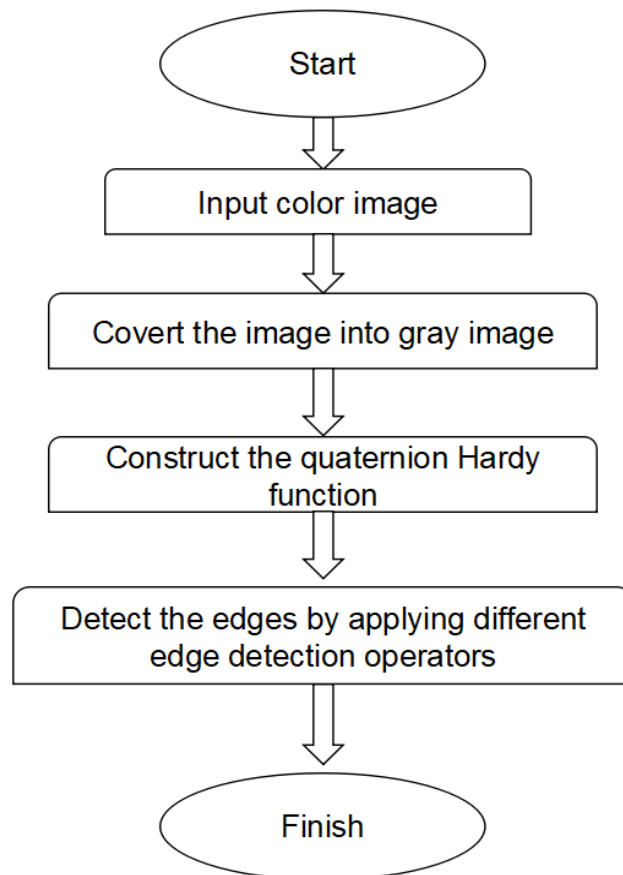 Start
Input color image
Covert the image into gray image
Construct the quaternion Hardy
function
Detect the edges by applying different
edge detection operators
Finish